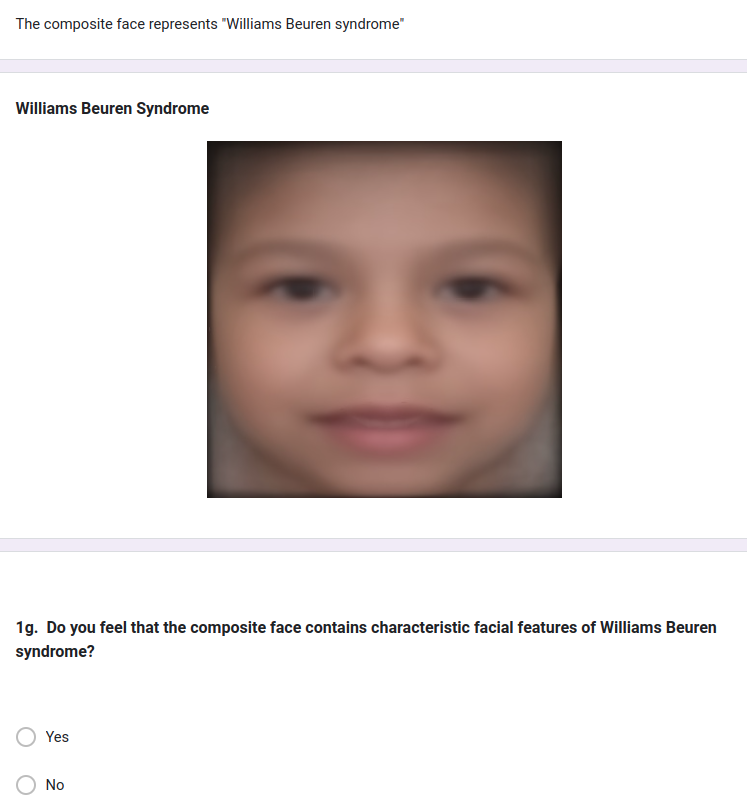 The composite face represents "Williams Beuren syndrome"
Williams Beuren Syndrome
1g.  Do you feel that the composite face contains characteristic facial features of Williams Beuren
syndrome?
Yes
No